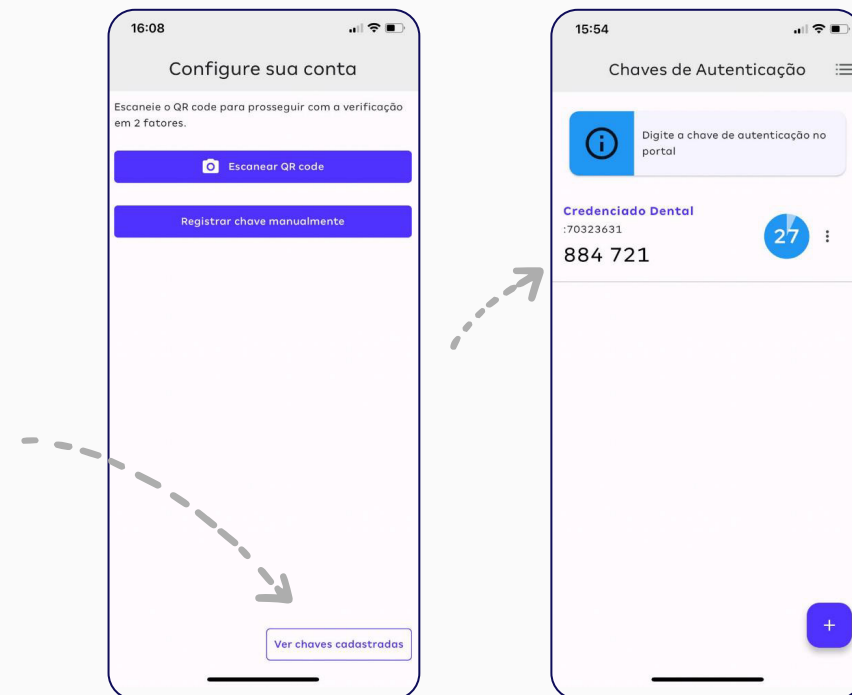 16:08
Configure sua conta
Escaneie o QR code para prosseguir com a verificação
em 2 fatores.
Escanear QR code
Registrar chave manualmente
Ver chaves cadastradas
15:54
Chaves de Autenticação
Digite a chave de autenticação no
portal
Credenciado Dental
:70323631
884 721
27
+